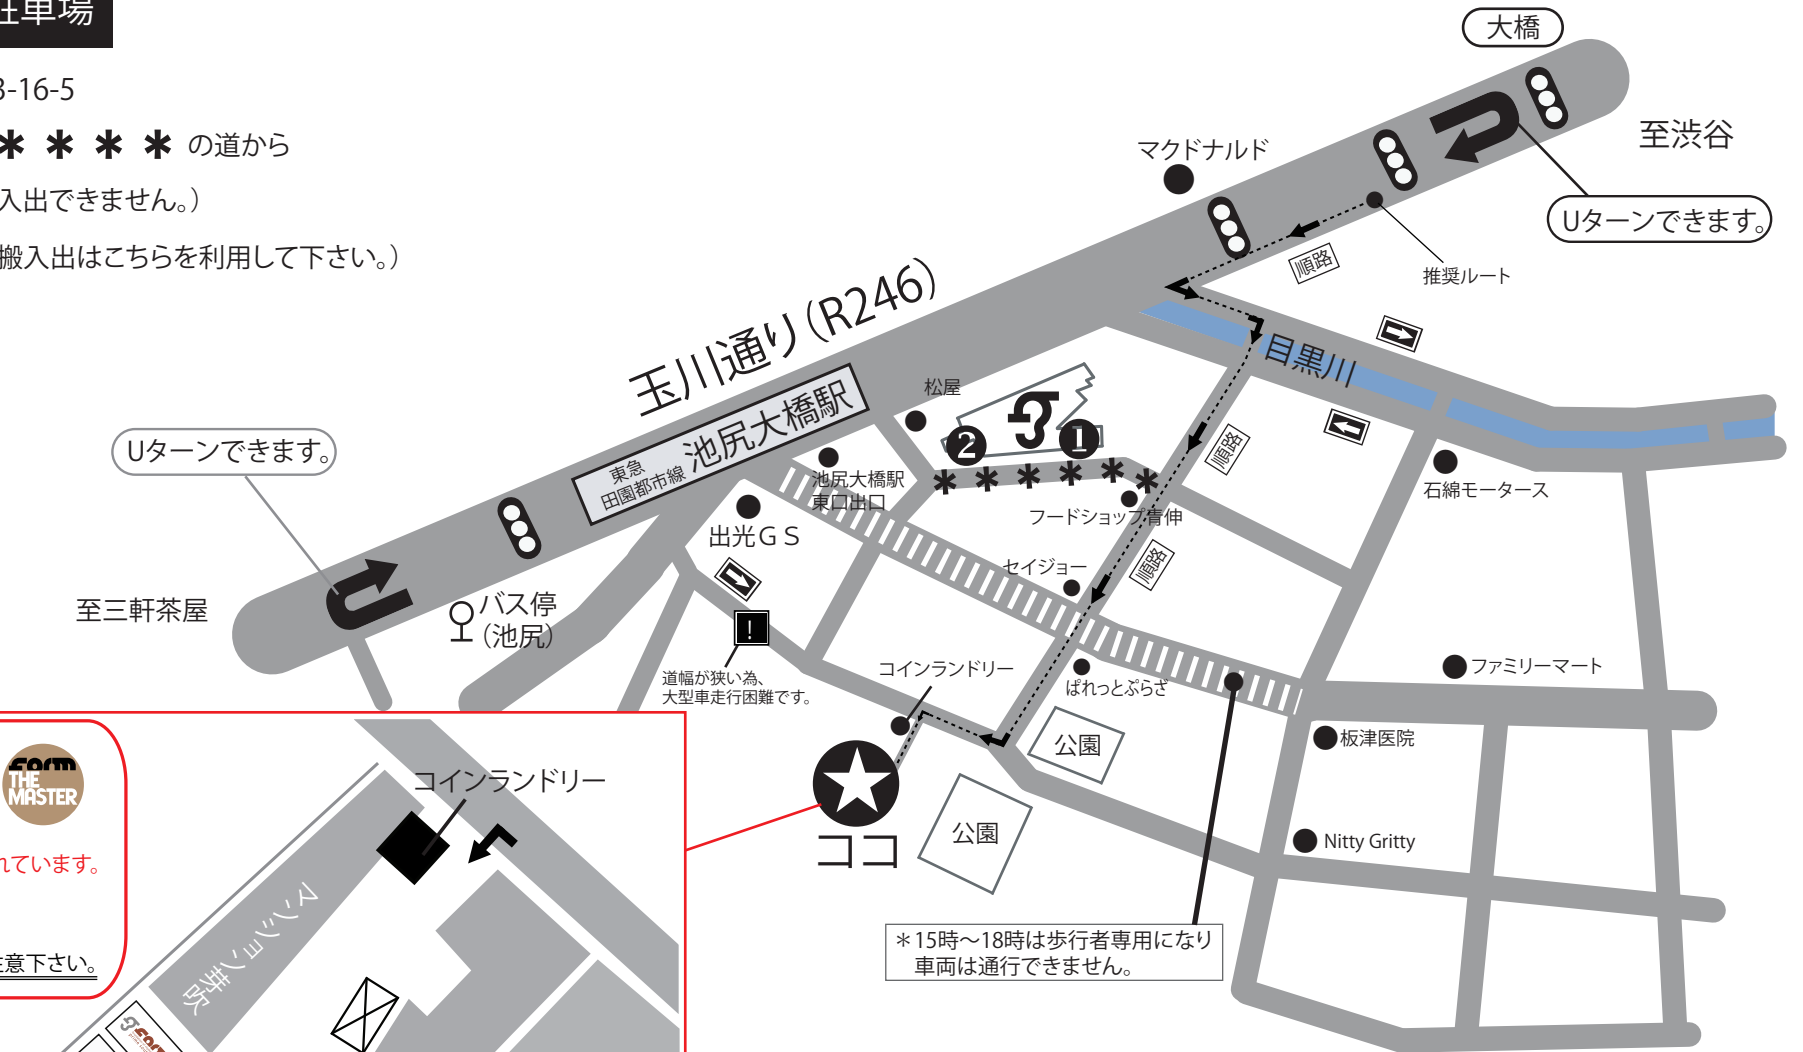 駐車場
3-16-5
＊ ＊ ＊ ＊ の道から
入出できません。）
搬入出はこちらを利用して下さい。）
大橋
至渋谷
マクドナルド
Uターンできます。
順路
推奨ルート
玉川通り（R246）
目黒川
松屋
東急
田園都市線
池尻大橋駅
Uターンできます。
池尻大橋駅
東口出口
2
1
順路
石綿モータース
フードショップ青伸
出光ＧＳ
セイジョー
順路
至三軒茶屋
バス停
（池尻）
!
道幅が狭い為、
大型車走行困難です。
コインランドリー
ぱれっとぷらざ
ファミリーマート
公園
板津医院
ココ
公園
Nitty Gritty
＊15時～18時は歩行者専用になり
車両は通行できません。
form
THE
MASTER
れています。
注意下さい。
コインランドリー
マンション芽吹
form